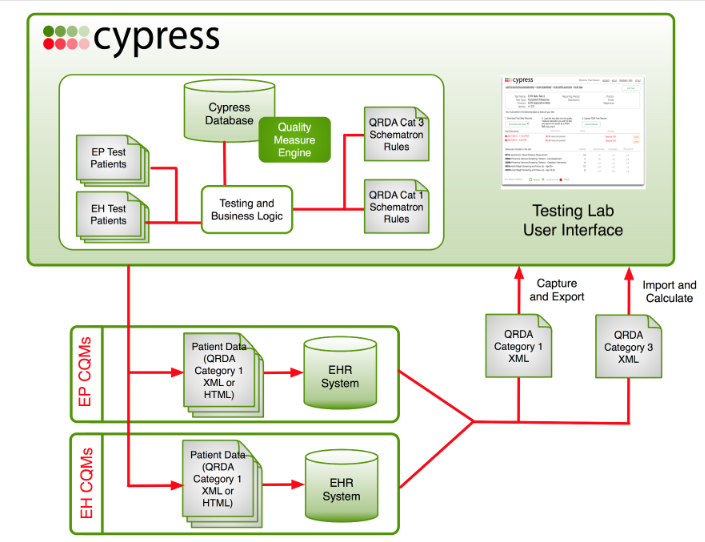 cypress
Cypress
Database
Quality
Measure
Engine
QRDA Cat 3
Schematron
Rules
EP Test
Patients
EH Test
Patients
Testing and
Business Logic
QRDA Cat 1
Schematron
Rules
cypress
Testing Lab
User Interface
Capture
and Export
Import and
Calculate
QRDA
Category 1
XML
QRDA
Category 3
XML
EP CQMs
Patient Data
(QRDA
Category 1
XML or
HTML)
EHR
System
EH CQMs
Patient Data
(QRDA
Category 1
XML or
HTML)
EHR
System